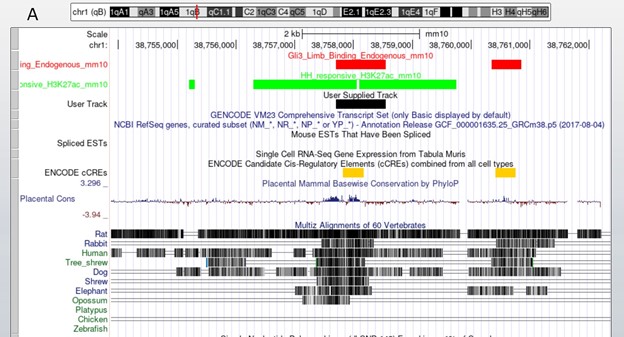 A
chr1 (qB) 1qA1 qA3 1qA5 1qB qC1.1 C2 1qC3 C4 qC5 1qD E2.1 1qE2.3 1qE4 1qF H3 H4 qH5 qH6
Scale 2 kb mm10
chr1: 38,755,000 38,756,000 38,757,000 38,758,000 38,759,000 38,760,000 38,761,000 38,762,000
Gli3_Limb_Binding_Endogenous_mm10
ing_Endogenous_mm10
HH_responsive_H3K27ac_mm10
onsive_H3K27ac_mm10
User Supplied Track
User Track
GENCODE VM23 Comprehensive Transcript Set (only Basic displayed by default)
NCBI RefSeq genes, curated subset (NM_*, NR_*, NP_* or YP_*) - Annotation Release GCF_000001635.25_GRCm38.p5 (2017-08-04)
Mouse ESTs That Have Been Spliced
Spliced ESTs
Single Cell RNA-Seq Gene Expression from Tabula Muris
ENCODE Candidate Cis-Regulatory Elements (cCREs) combined from all cell types
ENCODE cCREs
3.296 _ Placental Mammal Basewise Conservation by PhyloP
Placental Cons
-3.94 _
Multiz Alignments of 60 Vertebrates
Rat
Rabbit
Human
Tree_shrew
Dog
Shrew
Elephant
Opossum
Platypus
Chicken
Zebrafish